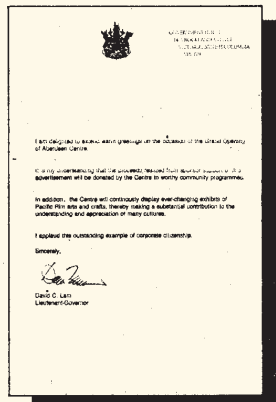 I am delighted to extend warm greetings on the occasion of the Grand Opening
of Aberdeen Centre.
It is my understanding that the proceeds realized from
advertisement will be donated by the Centre to worthy community programmes.
In addition, the Centre will continously display ever-changing exhibits of
Pacific Rim arts and crafts, thereby making a substantial contribution to the
understanding and appreciation of many cultures.
I applaud this outstanding example of corporate citizenship.
Sincerely,
David C. Lam
Lieutenant-Governor